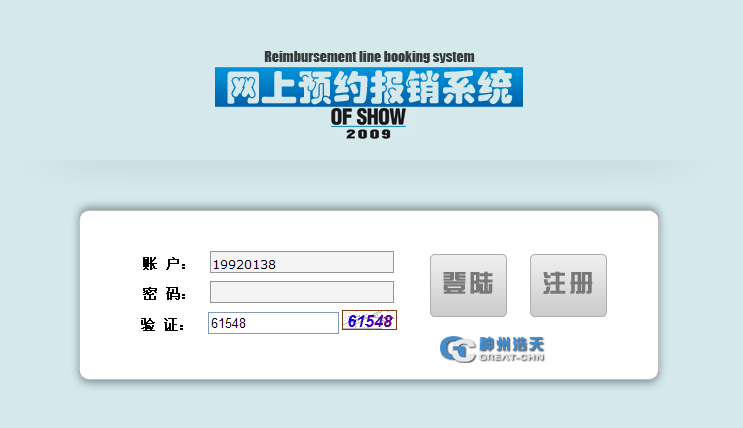 Reimbursement line booking system
网上预约报销系统
OF SHOW
2009
账 户： 19920138
密 码：
验 证： 61548 61548
登陆 注册
神州浩天
GREAT-CHN